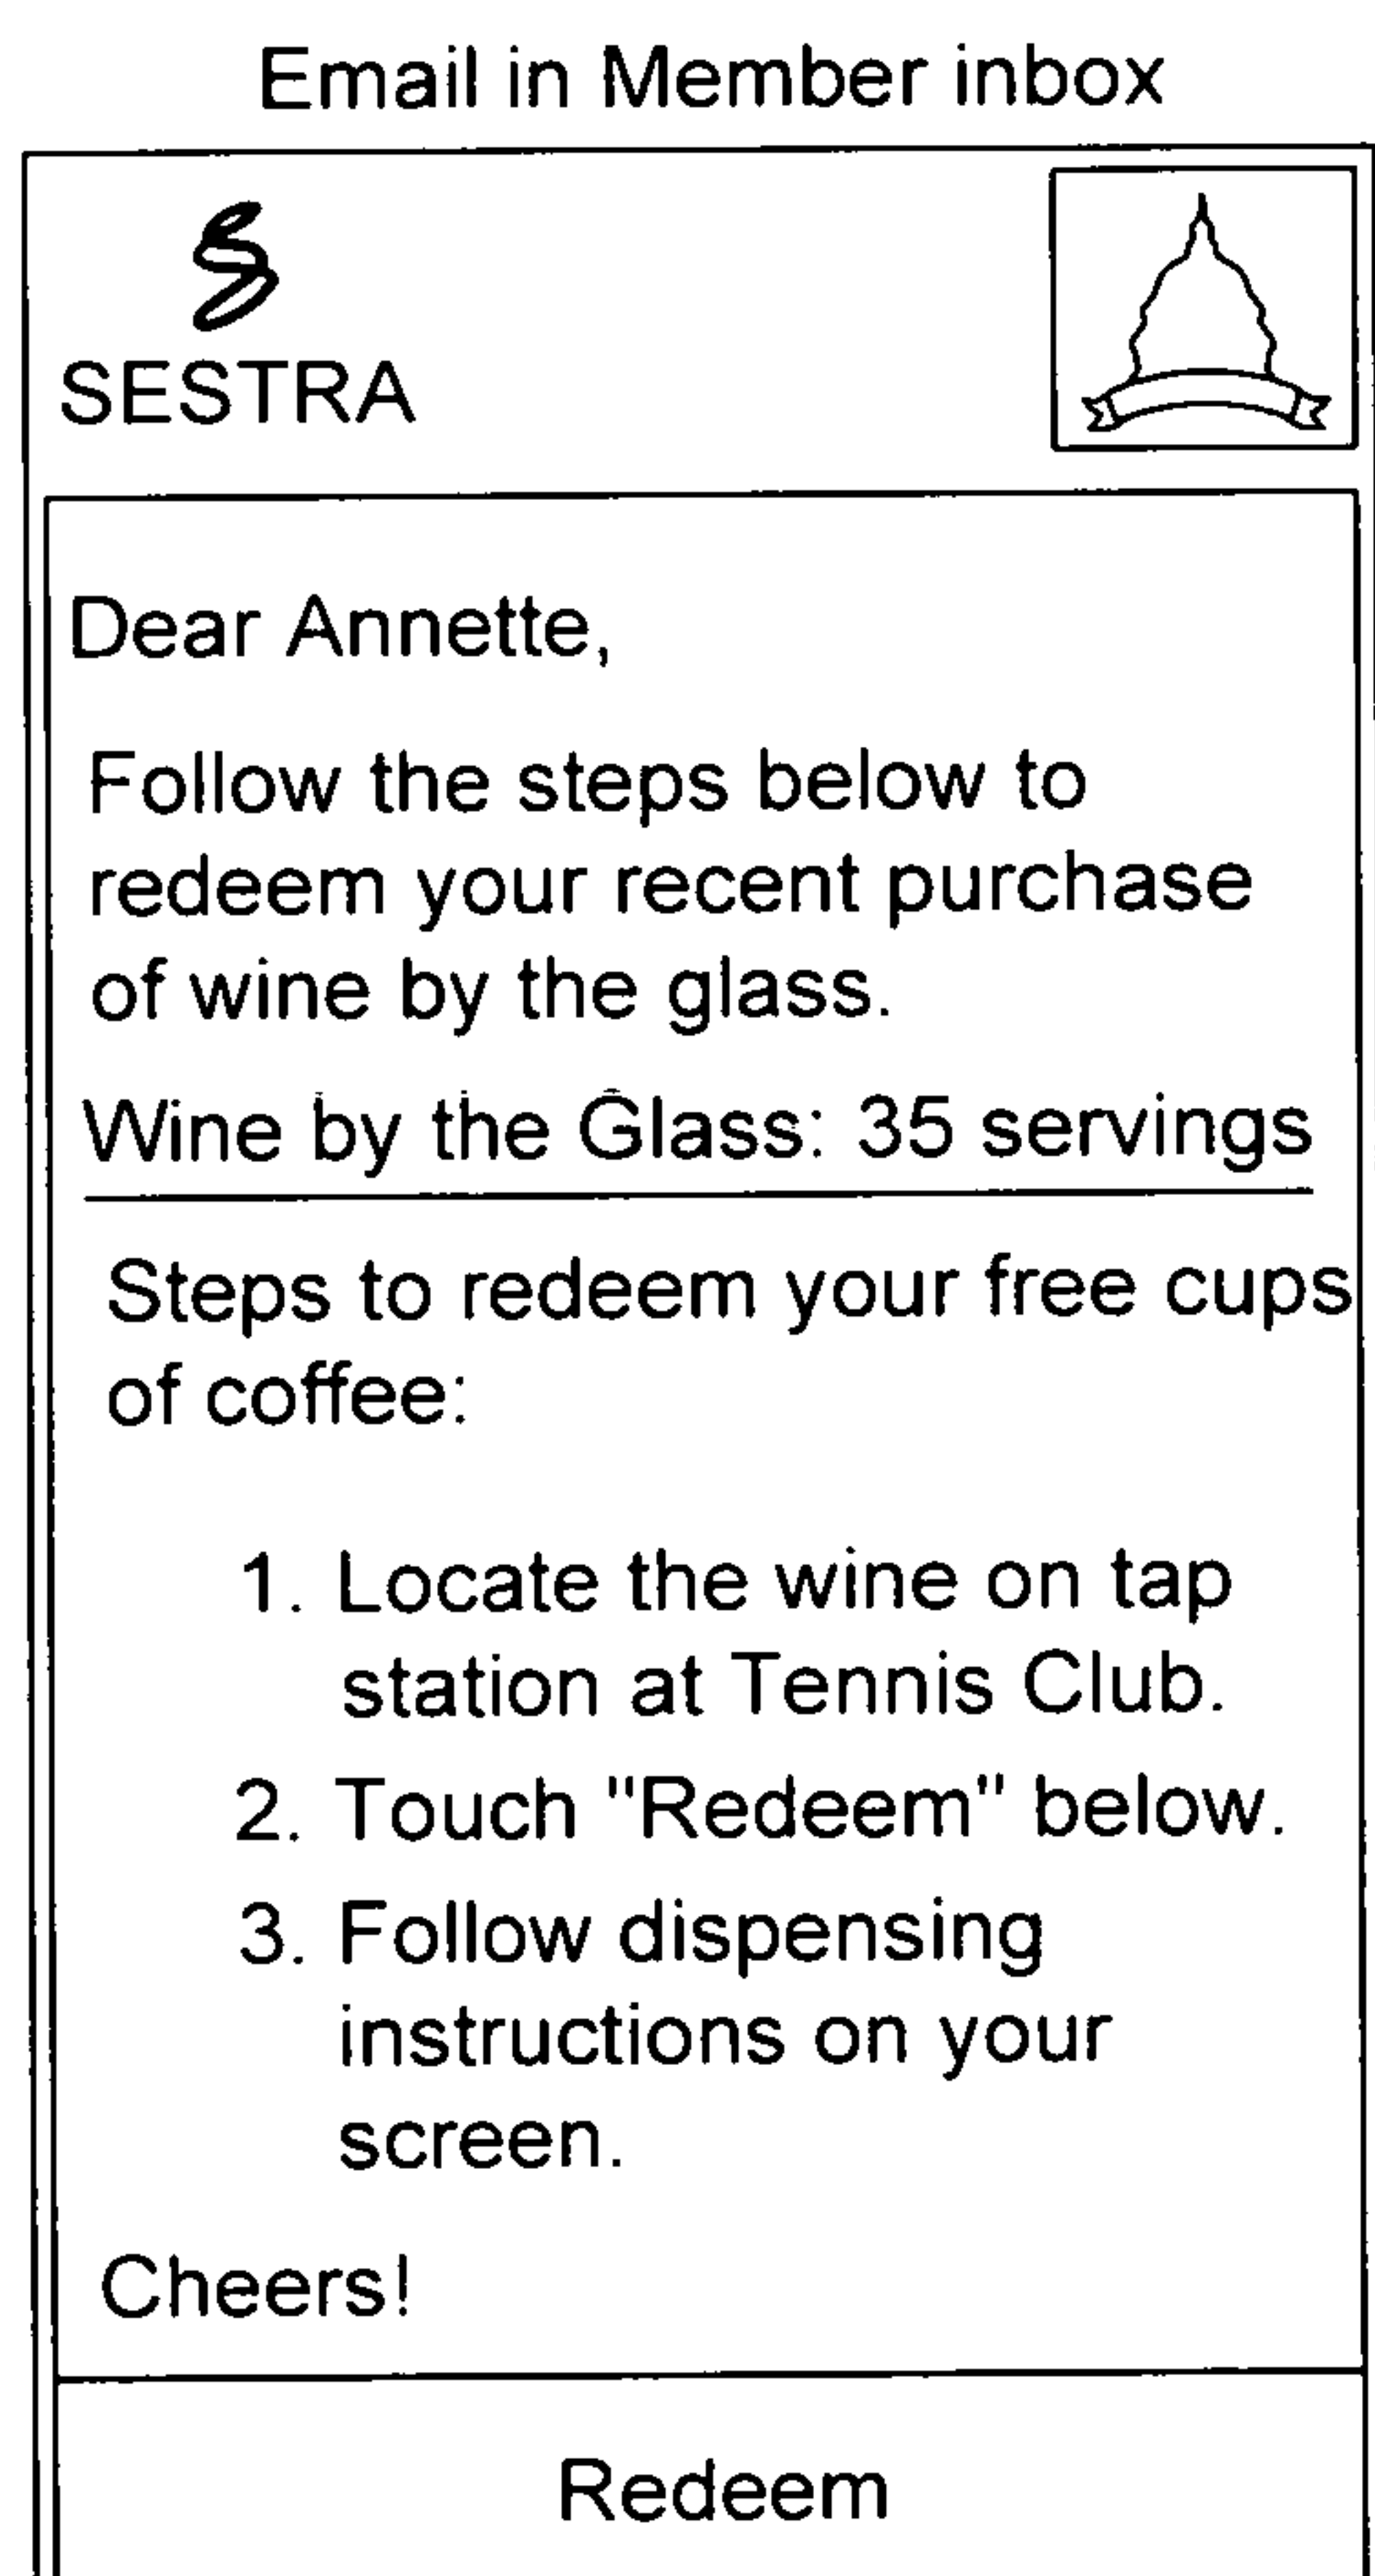 Email in Member inbox
SESTRA
Dear Annette,
Follow the steps below to
redeem your recent purchase
of wine by the glass.
Wine by the Glass: 35 servings
Steps to redeem your free cups
of coffee:
1. Locate the wine on tap
station at Tennis Club.
2. Touch "Redeem" below.
3. Follow dispensing
instructions on your
screen.
Cheers!
Redeem